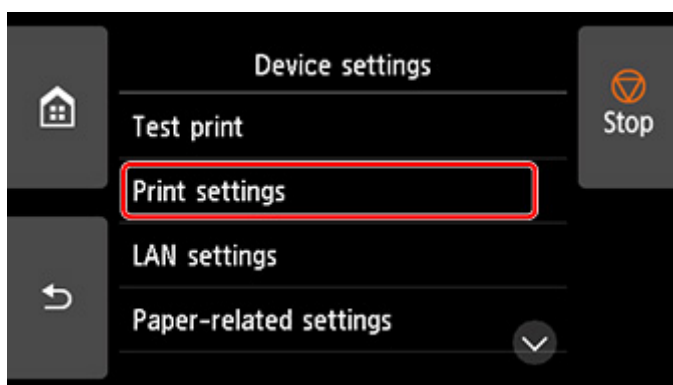 Device settings
Stop
Test print
Print settings
LAN settings
Paper-related settings